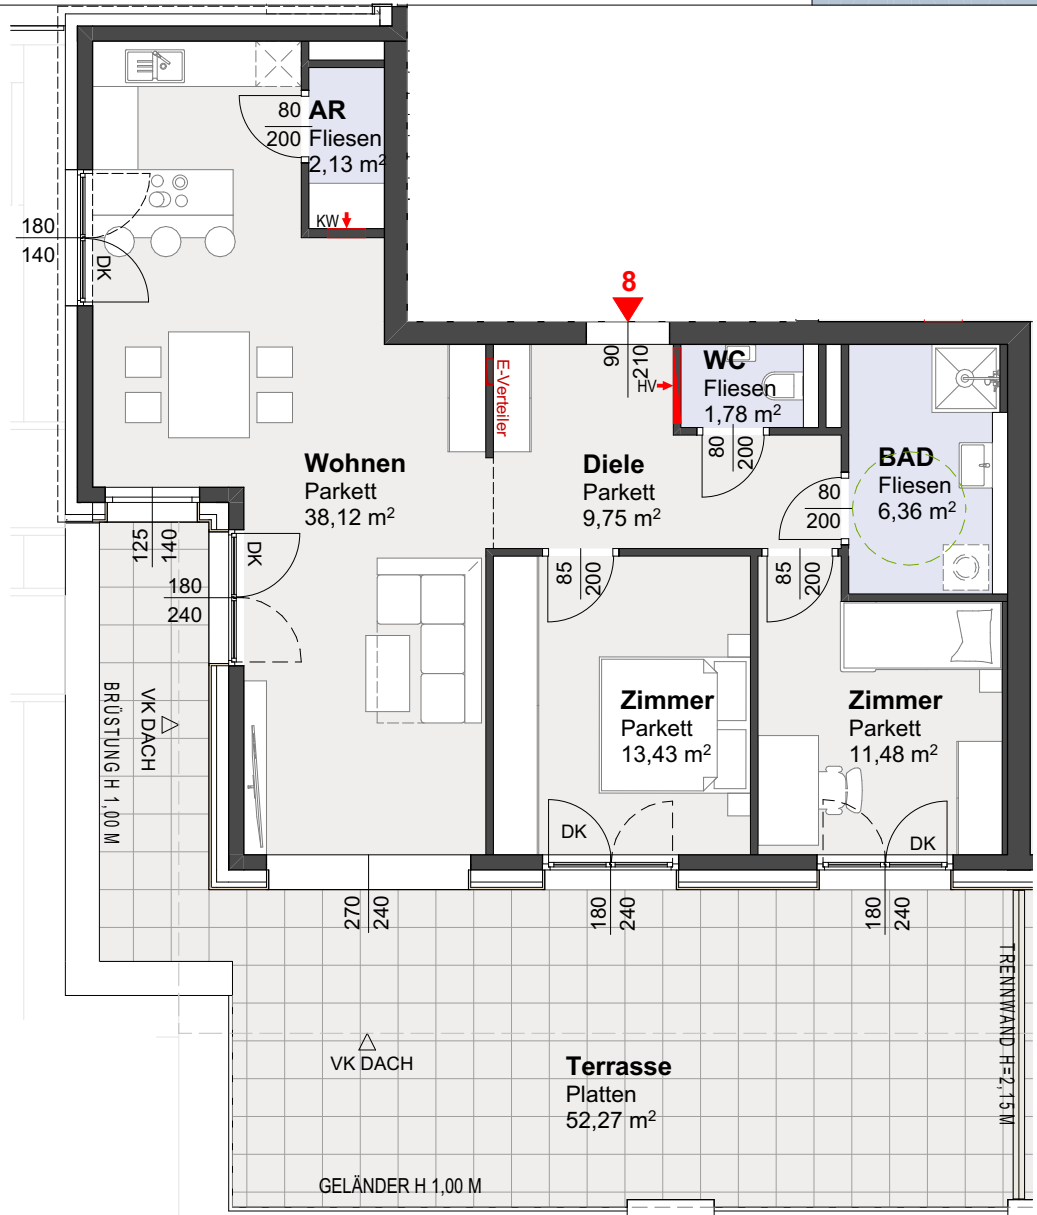 80
200
AR
Fliesen
2,13 m²
KW
180
140
DK
8
90
210
E-Verteiler
HV
WC
Fliesen
1,78 m²
80
200
Wohnen
Parkett
38,12 m²
Diele
Parkett
9,75 m²
BAD
Fliesen
6,36 m²
80
200
125
140
DK
180
240
85
200
85
200
BRÜSTUNG H 1,00 M
VK DACH
Zimmer
Parkett
13,43 m²
Zimmer
Parkett
11,48 m²
DK
DK
270
240
180
240
180
240
TRENNWAND H=2,15 M
VK DACH
Terrasse
Platten
52,27 m²
GELÄNDER H 1,00 M